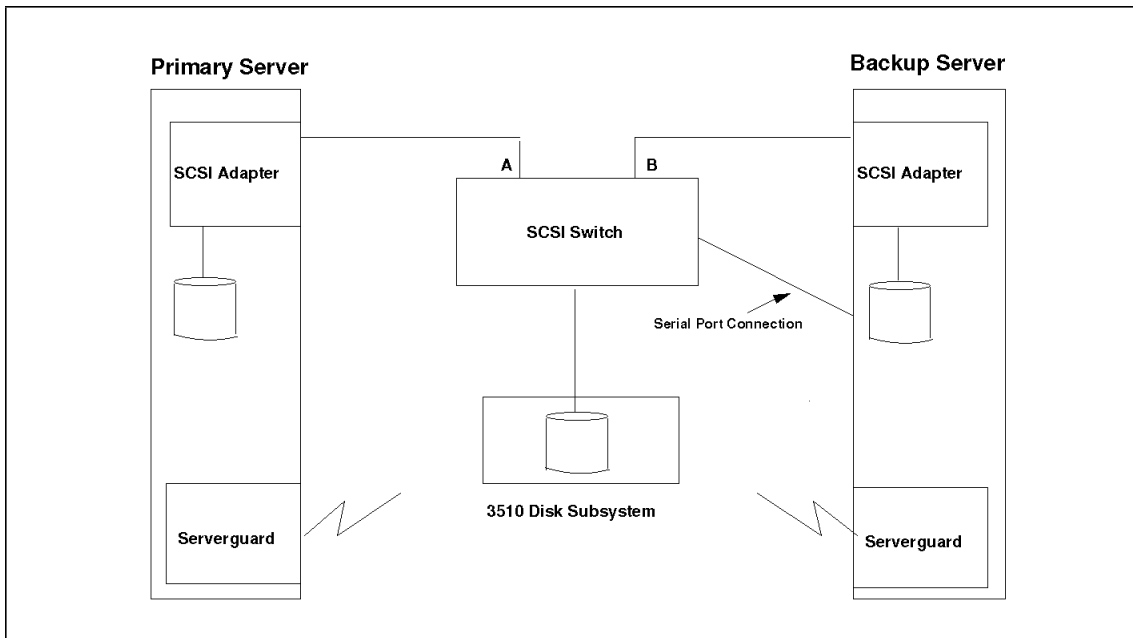 Primary Server
Backup Server
SCSI Adapter
A
B
SCSI Adapter
SCSI Switch
Serial Port Connection
3510 Disk Subsystem
Serverguard
Serverguard